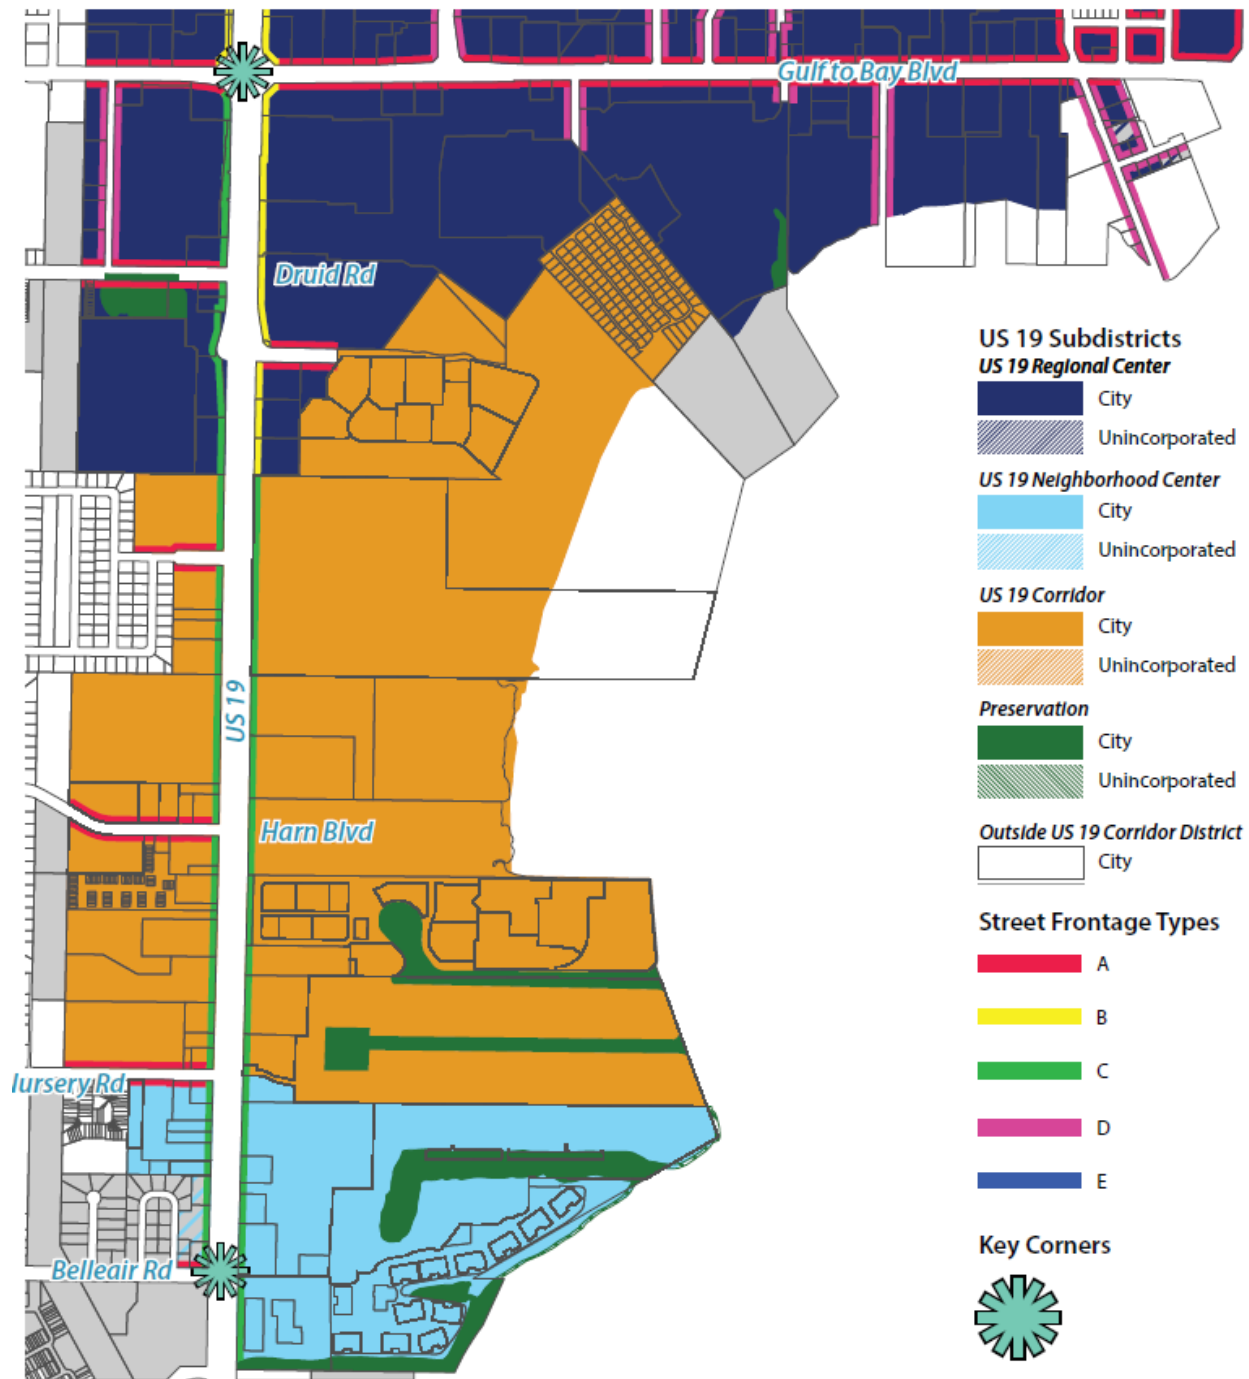 Gulf to Bay Blvd
Druid Rd
US 19
Harn Blvd
Nursery Rd
Belleair Rd
US 19 Subdistricts
US 19 Regional Center
City
Unincorporated
US 19 Neighborhood Center
City
Unincorporated
US 19 Corridor
City
Unincorporated
Preservation
City
Unincorporated
Outside US 19 Corridor District
City
Street Frontage Types
A
B
C
D
E
Key Corners